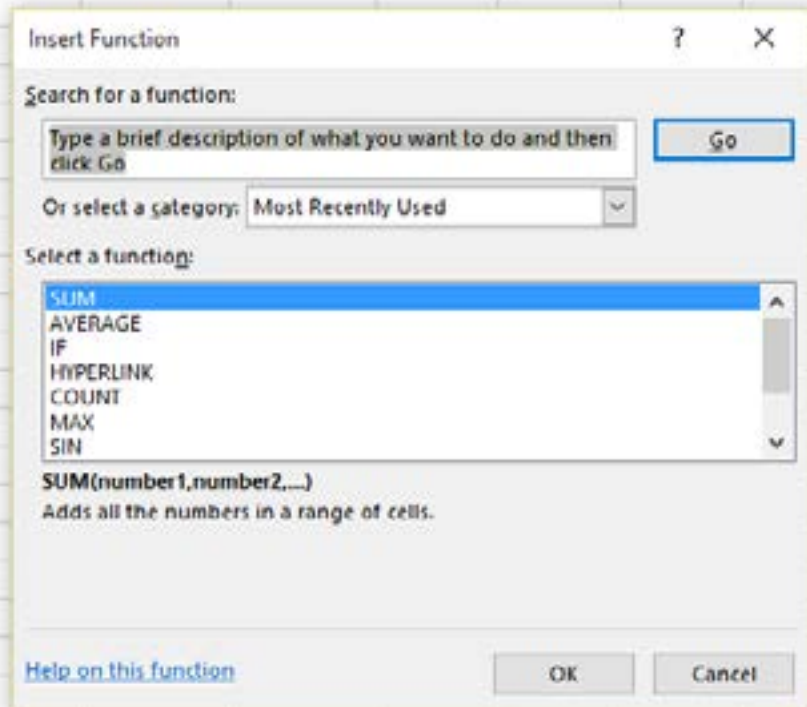 Insert Function ?
Search for a function:
Type a brief description of what you want to do and then
click Go
Go
Or select a category: Most Recently Used
Select a function:
SUM
AVERAGE
IF
HYPERLINK
COUNT
MAX
SIN
SUM(number1,number2,...)
Adds all the numbers in a range of cells.
Help on this function
OK
Cancel